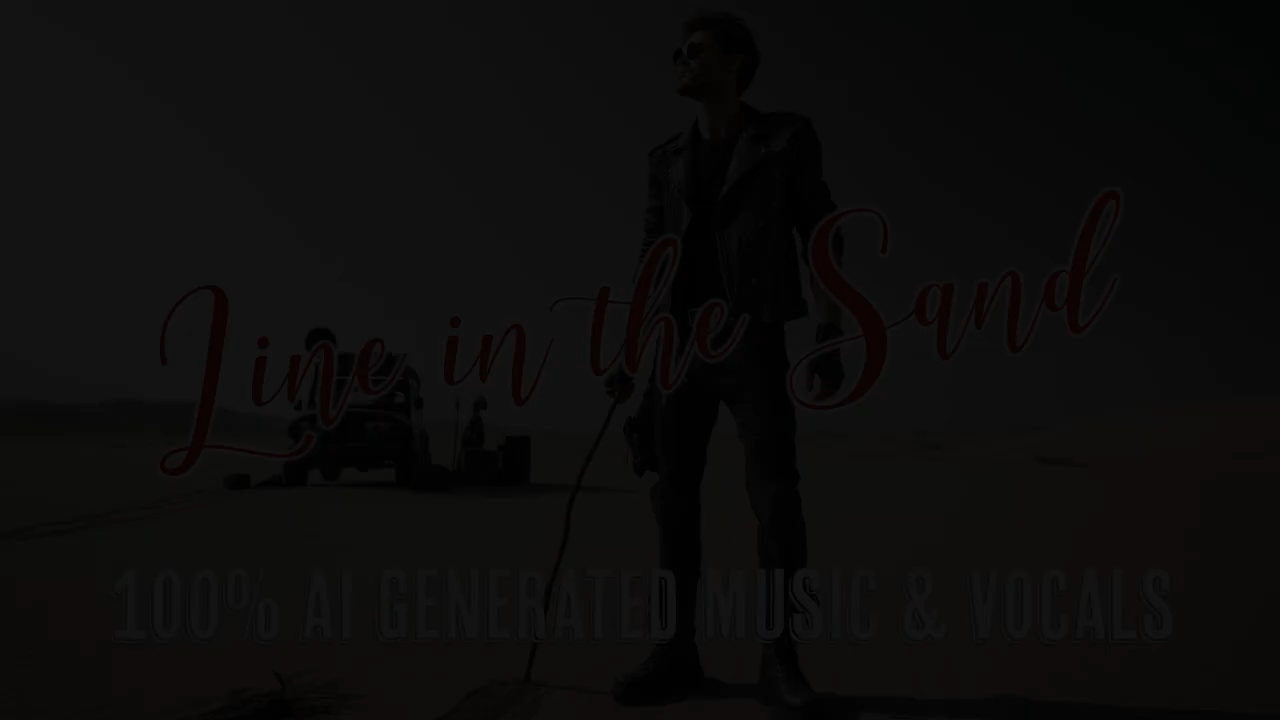 Line in the Sand
100% AI GENERATED MUSIC & VOCALS